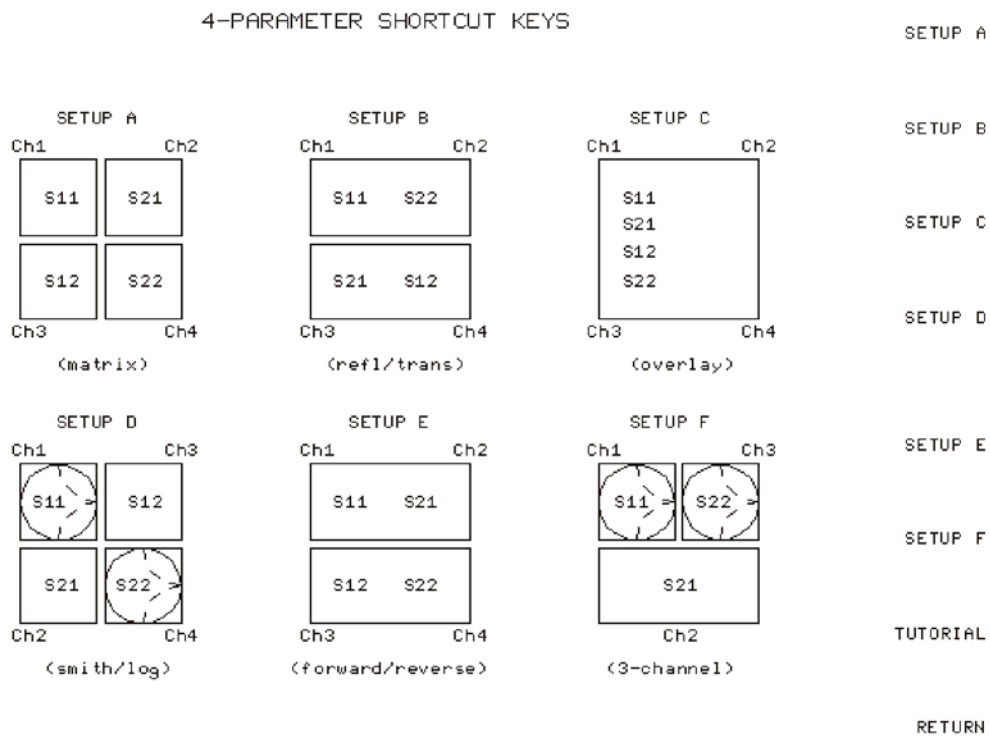 4-PARAMETER SHORTCUT KEYS
SETUP A
SETUP B
SETUP C
SETUP D
SETUP E
SETUP F
TUTORIAL
RETURN
SETUP A
Ch1 Ch2
S11 S21
S12 S22
Ch3 Ch4
(matrix)
SETUP B
Ch1 Ch2
S11 S22
S21 S12
Ch3 Ch4
(refl/trans)
SETUP C
Ch1 Ch2
S11
S21
S12
S22
Ch3 Ch4
(overlay)
SETUP D
Ch1 Ch3
S11 S12
S21 S22
Ch2 Ch4
(smith/log)
SETUP E
Ch1 Ch2
S11 S21
S12 S22
Ch3 Ch4
(forward/reverse)
SETUP F
Ch1 Ch3
S11 S22
S21
Ch2
(3-channel)